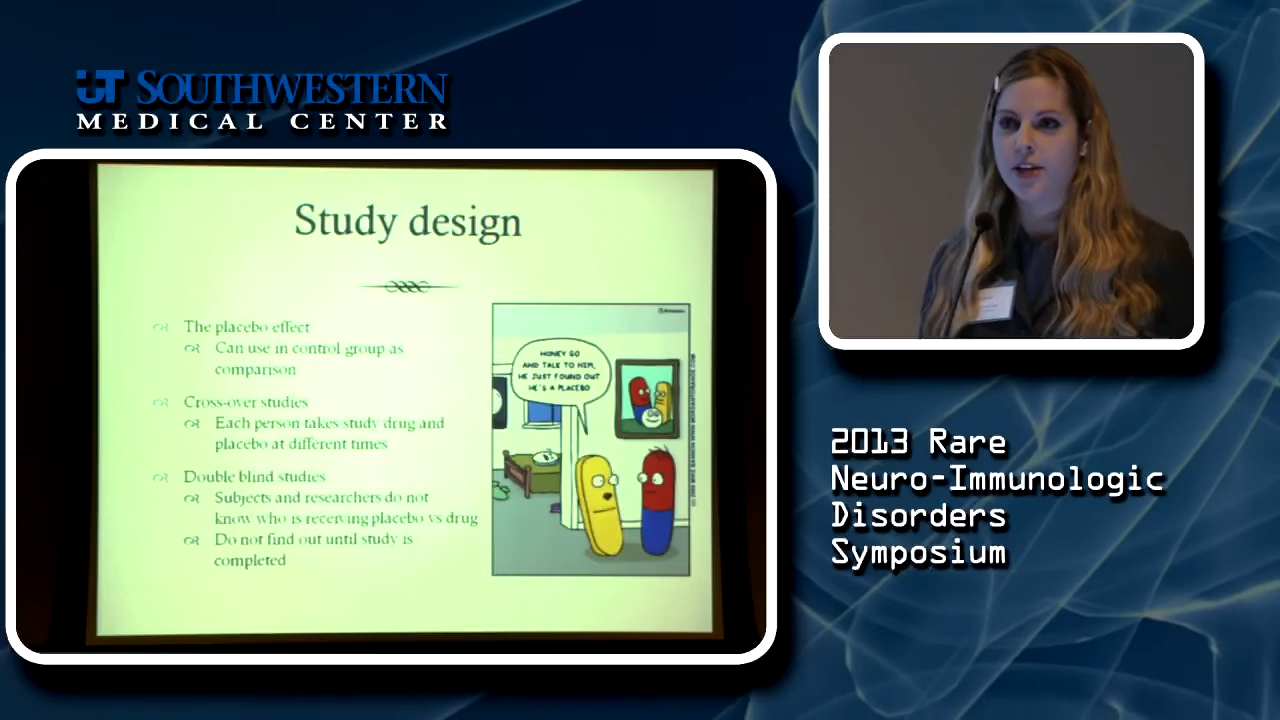 UT SOUTHWESTERN
MEDICAL CENTER
Study design
The placebo effect
Can use in control group as
comparison
Cross-over studies
Each person takes study drug and
placebo at different times
Double blind studies
Subjects and researchers do not
know who is receiving placebo vs drug
Do not find out until study is
completed
HONEY GO
AND TALK TO HIM,
HE JUST FOUND OUT
HE'S A PLACEBO
2013 Rare
Neuro-Immunologic
Disorders
Symposium